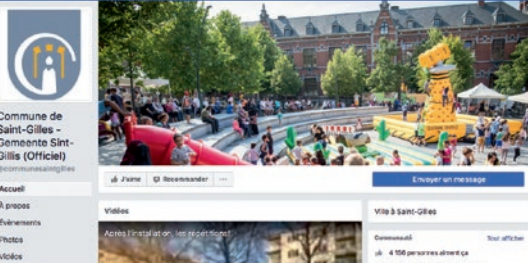 Commune de
Saint-Gilles -
Gemeente Sint-
Gillis (Officiel)
@communesaintgilles
Accueil
À propos
Évènements
Photos
Vidéos
J'aime
Recommander
Envoyer un message
Vidéos
Après l'installation, les répétitions!
Ville à Saint-Gilles
Communauté
Tout afficher
4 156 personnes aiment ça